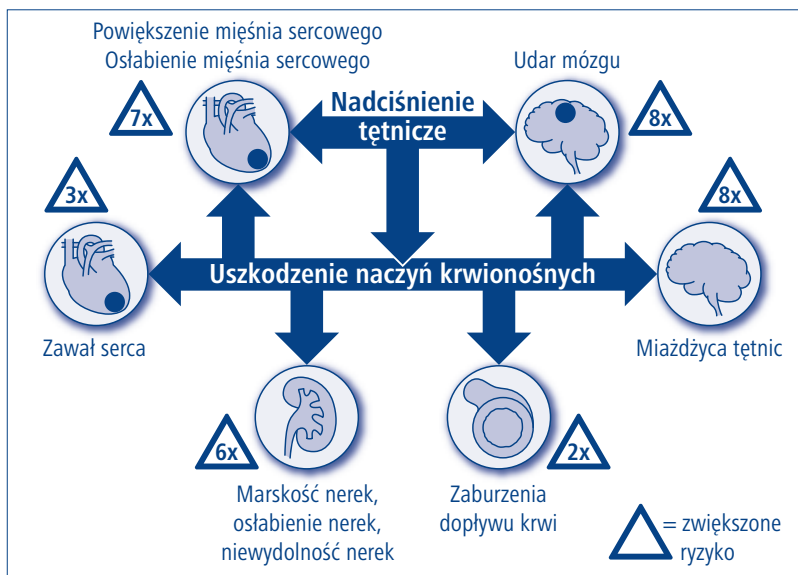 Powiększenie mięśnia sercowego
Osłabienie mięśnia sercowego
Udar mózgu
7x
Nadciśnienie
tętnicze
8x
3x
8x
Uszkodzenie naczyń krwionośnych
Zawał serca
Miażdżyca tętnic
6x
2x
Marskość nerek,
osłabienie nerek,
niewydolność nerek
Zaburzenia
dopływu krwi
= zwiększone
ryzyko